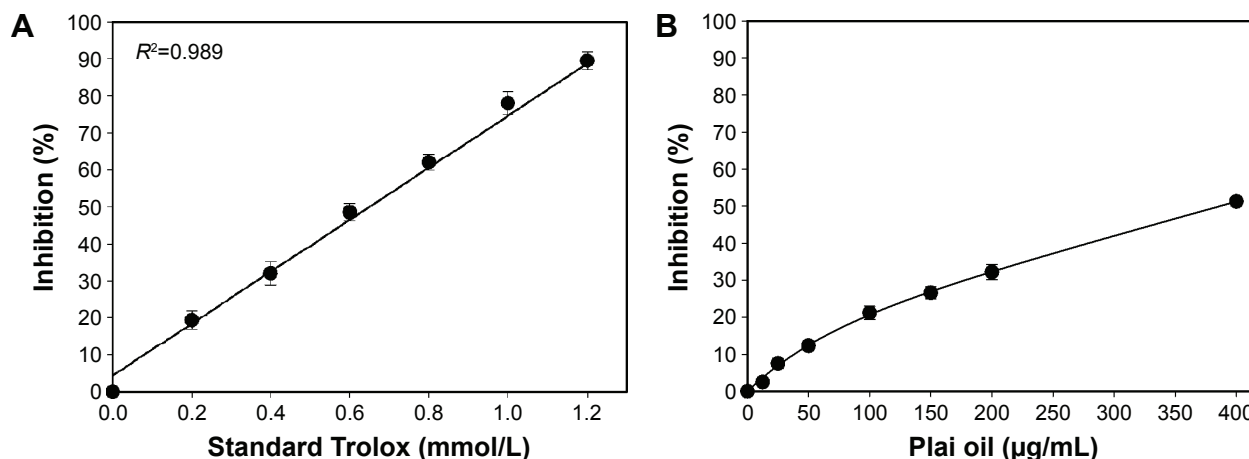 A
R²=0.989
Inhibition (%)
100
90
80
70
60
50
40
30
20
10
0
0.0 0.2 0.4 0.6 0.8 1.0 1.2
Standard Trolox (mmol/L)
B
Inhibition (%)
100
90
80
70
60
50
40
30
20
10
0
0 50 100 150 200 250 300 350 400
Plai oil (µg/mL)